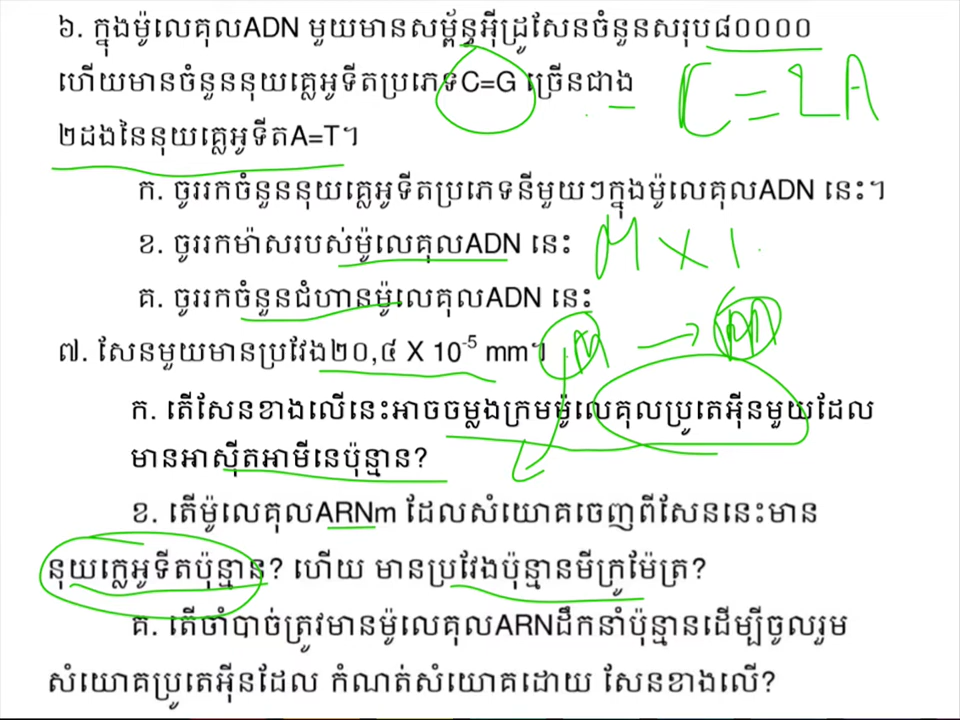 ៦. ក្នុងម៉ូលេគុលADN មួយមានសម្ព័ន្ធអ៊ីដ្រូសែនចំនួនសរុប៨០០០០
ហើយមានចំនួននុយគ្លេអូទីតប្រភេទC=G ច្រើនជាង
C = 2A
២ដងនៃនុយគ្លេអូទីតA=T។
ក. ចូររកចំនួននុយគ្លេអូទីតប្រភេទនីមួយៗក្នុងម៉ូលេគុលADN នេះ។
ខ. ចូររកម៉ាសរបស់ម៉ូលេគុលADN នេះ
M x
គ. ចូររកចំនួនជំហានម៉ូលេគុលADN នេះ
៧. សែនមួយមានប្រវែង២០,៤ X 10⁻⁵ mm។
ក. តើសែនខាងលើនេះអាចចម្លងក្រមម៉ូលេគុលប្រូតេអ៊ីនមួយដែល
មានអាស៊ីតអាមីនេប៉ុន្មាន?
ខ. តើម៉ូលេគុលARNm ដែលសំយោគចេញពីសែននេះមាន
នុយក្លេអូទីតប៉ុន្មាន? ហើយ មានប្រវែងប៉ុន្មានមីក្រូម៉ែត្រ?
គ. តើចាំបាច់ត្រូវមានម៉ូលេគុលARNដឹកនាំប៉ុន្មានដើម្បីចូលរួម
សំយោគប្រូតេអ៊ីនដែល កំណត់សំយោគដោយ សែនខាងលើ?